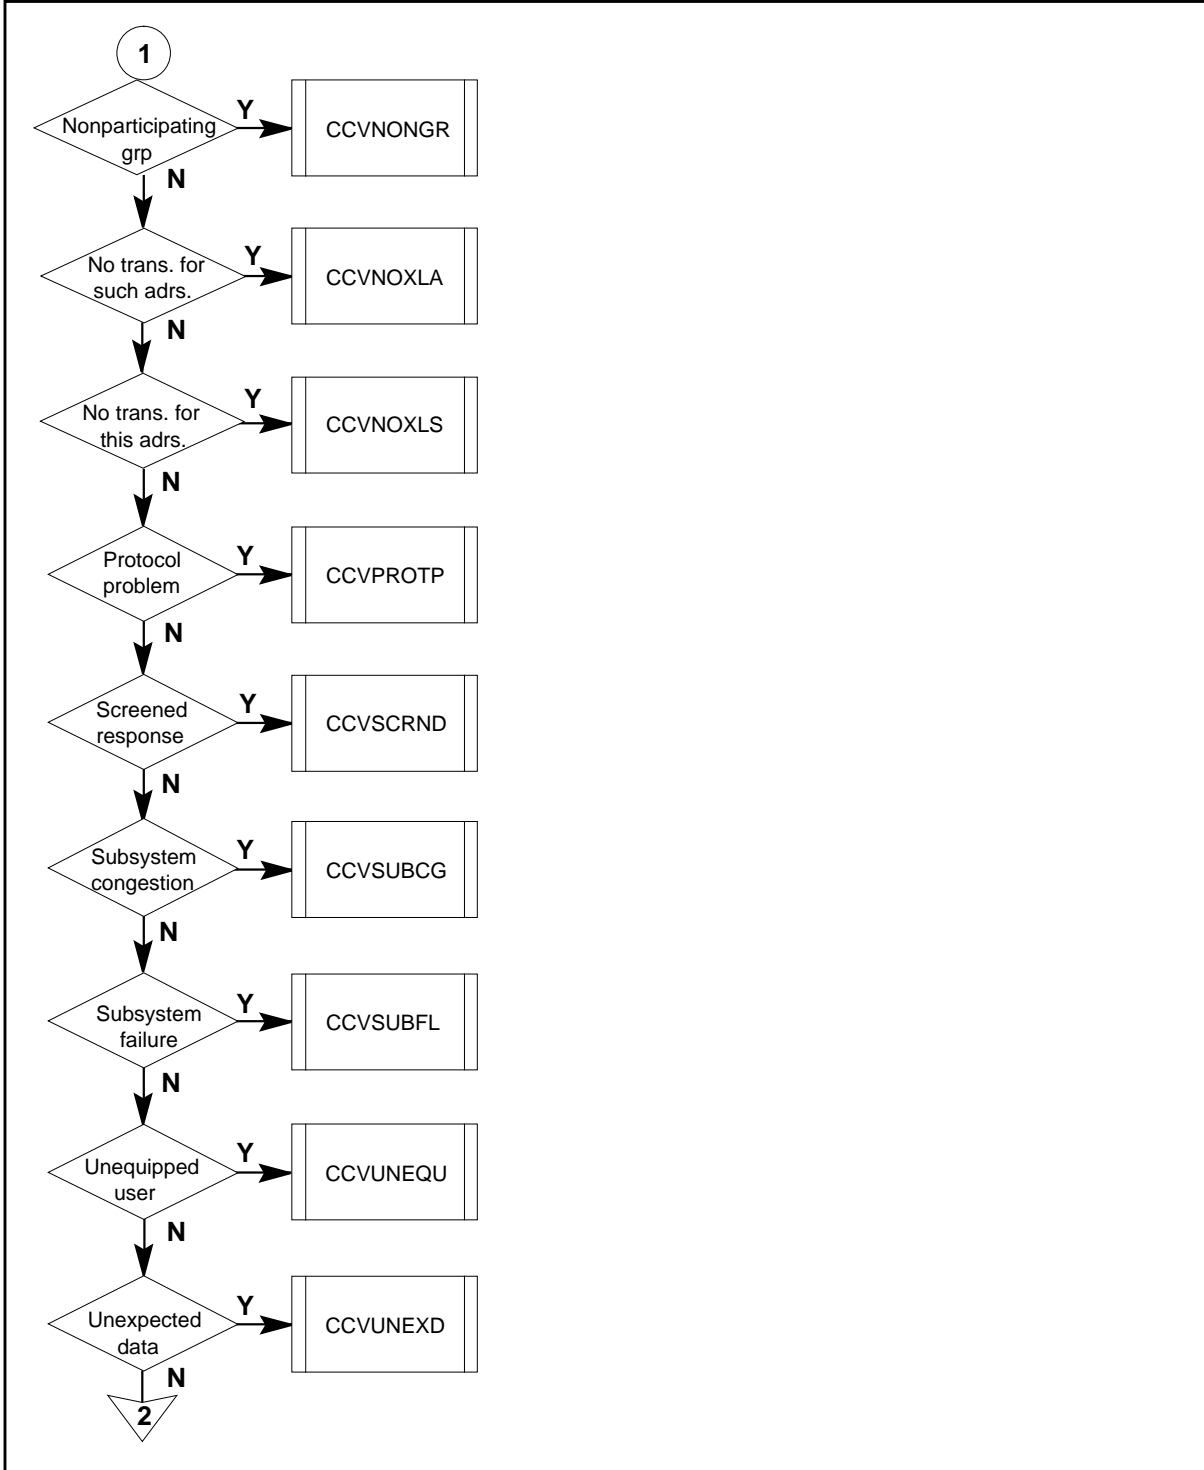 1
Nonparticipating
grp
Y
CCVNONGR
N
No trans. for
such adrs.
Y
CCVNOXLA
N
No trans. for
this adrs.
Y
CCVNOXLS
N
Protocol
problem
Y
CCVPROTP
N
Screened
response
Y
CCVSCRND
N
Subsystem
congestion
Y
CCVSUBCG
N
Subsystem
failure
Y
CCVSUBFL
N
Unequipped
user
Y
CCVUNEQU
N
Unexpected
data
Y
CCVUNEXD
N
2